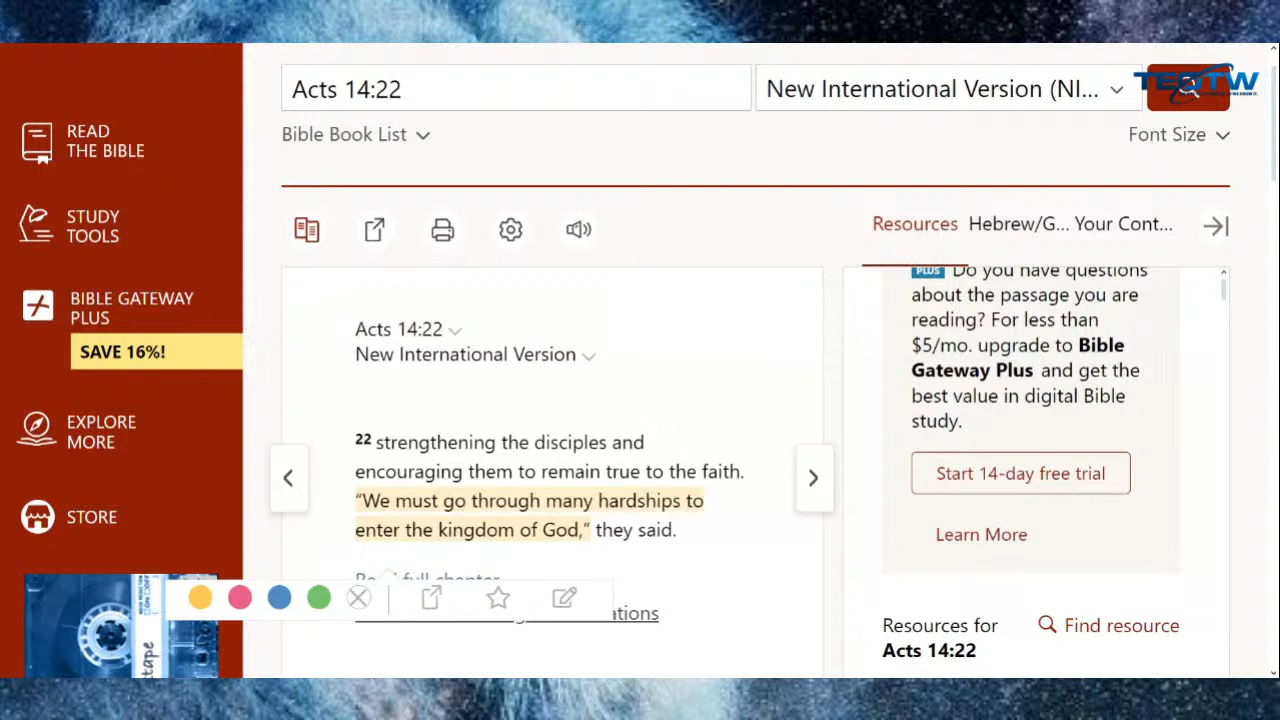 Acts 14:22
New International Version (NI...
TEOTW
Bible Book List
Font Size
READ
THE BIBLE
STUDY
TOOLS
BIBLE GATEWAY
PLUS
SAVE 16%!
EXPLORE
MORE
STORE
Resources Hebrew/G... Your Cont...
Acts 14:22
New International Version
22 strengthening the disciples and
encouraging them to remain true to the faith.
“We must go through many hardships to
enter the kingdom of God,” they said.
Read full chapter
PLUS Do you have questions
about the passage you are
reading? For less than
$5/mo. upgrade to Bible
Gateway Plus and get the
best value in digital Bible
study.
Start 14-day free trial
Learn More
Resources for
Acts 14:22
Find resource